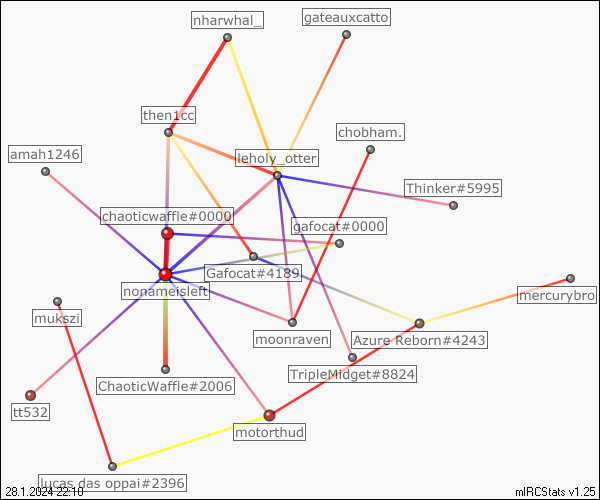 nharwhal_
gateauxcatto
then1cc
chobham.
amah1246
leholy_otter
Thinker#5995
chaoticwaffle#0000
gafocat#0000
Gafocat#4189
nonameisleft
mercurybro
mukszi
moonraven
Azure Reborn#4243
TripleMidget#8824
ChaoticWaffle#2006
tt532
motorthud
lucas das oppai#2396
28.1.2024 22:10
mIRCStats v1.25